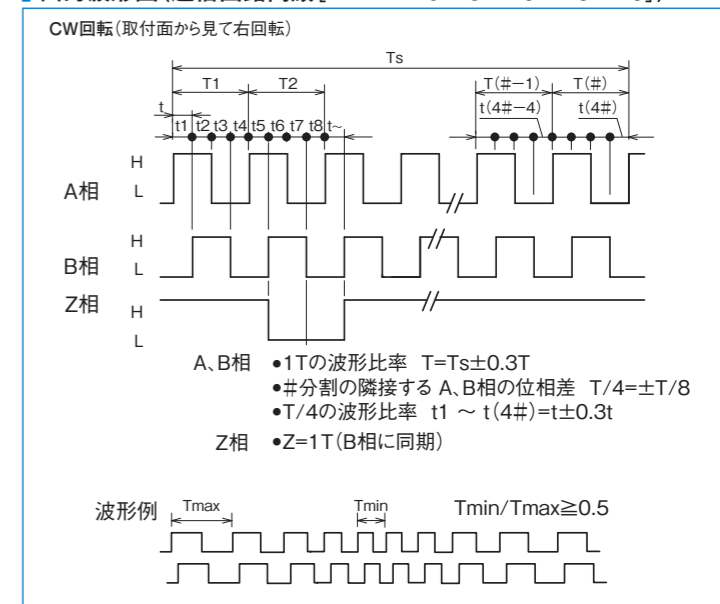 CW回転(取付面から見て右回転)
Ts
T1 T2 T(#−1) T(#)
t t(4#−4) t(4#)
t1 t2 t3 t4 t5 t6 t7 t8 t~
H
A相 L
H
B相 L
Z相 H
L
A、B相 ●1Tの波形比率 T=Ts±0.3T
●#分割の隣接する A、B相の位相差 T/4=±T/8
●T/4の波形比率 t1 ~ t(4#)=t±0.3t
Z相 ●Z=1T(B相に同期)
波形例 Tmax Tmin Tmin/Tmax≧0.5